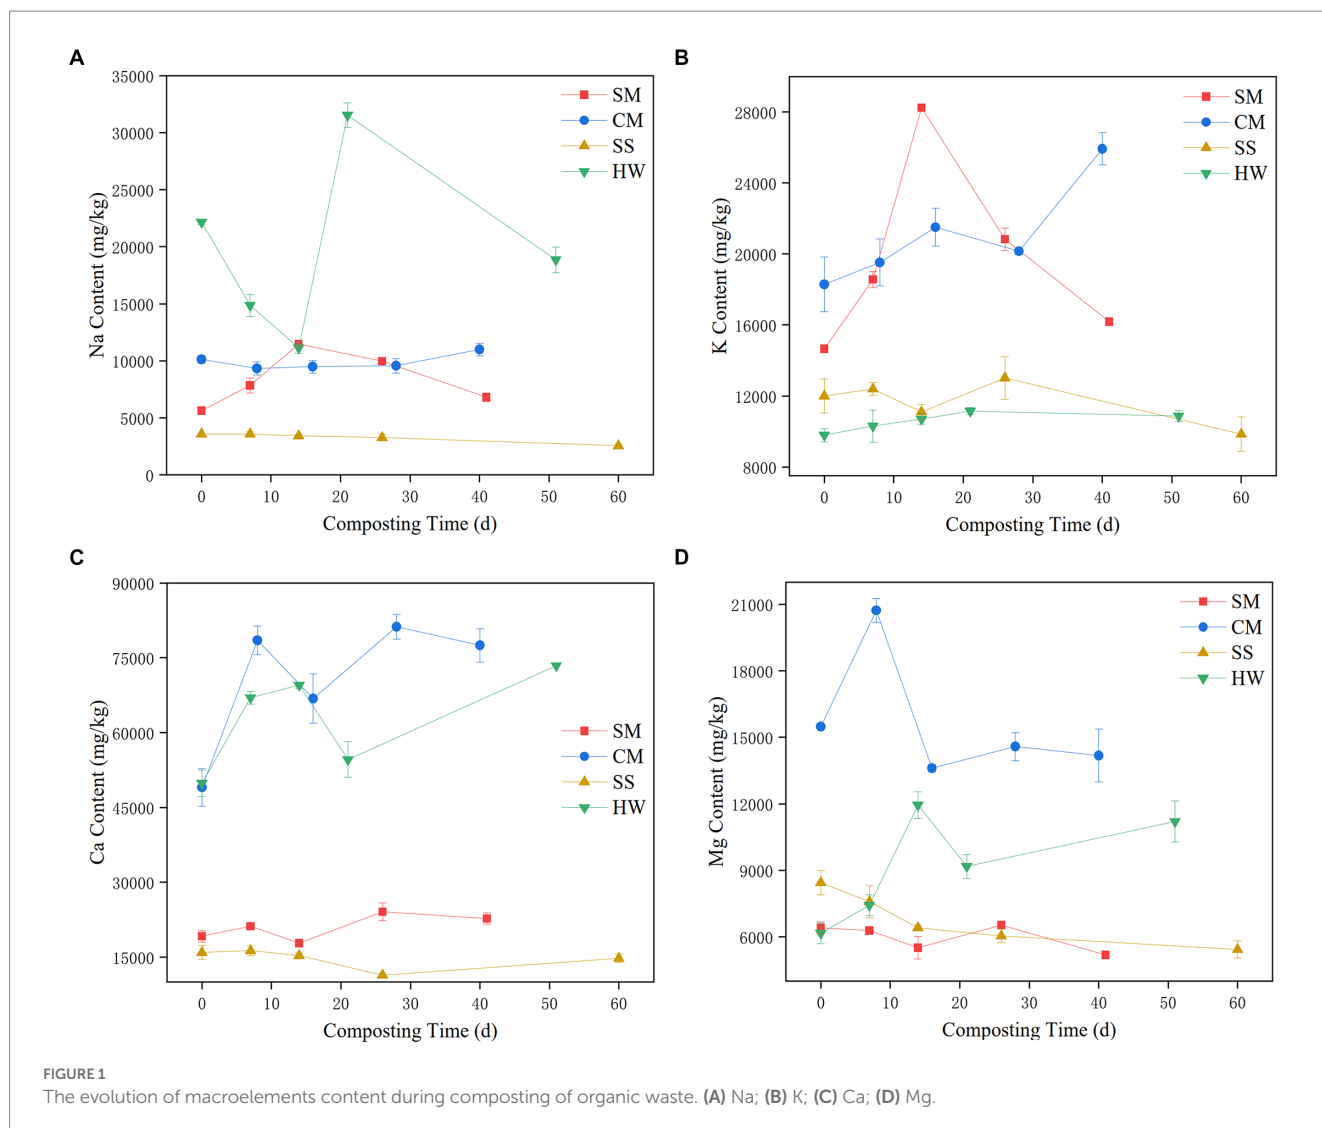 A
Na Content (mg/kg)
35000
30000
25000
20000
15000
10000
5000
0
0 10 20 30 40 50 60
Composting Time (d)
SM
CM
SS
HW
B
K Content (mg/kg)
28000
24000
20000
16000
12000
8000
0 10 20 30 40 50 60
Composting Time (d)
SM
CM
SS
HW
C
Ca Content (mg/kg)
90000
75000
60000
45000
30000
15000
0 10 20 30 40 50 60
Composting Time (d)
SM
CM
SS
HW
D
Mg Content (mg/kg)
21000
18000
15000
12000
9000
6000
0 10 20 30 40 50 60
Composting Time (d)
SM
CM
SS
HW
FIGURE 1
The evolution of macroelements content during composting of organic waste. (A) Na; (B) K; (C) Ca; (D) Mg.